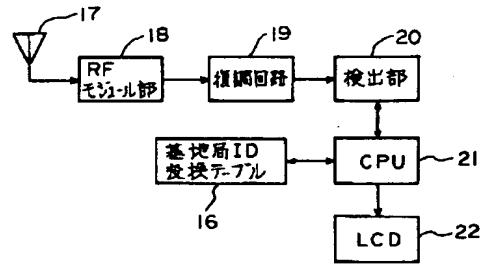 17
18
19
20
RF
モジュール部
復調回路
検出部
基地局ID
変換テーブル
CPU
21
16
LCD
22